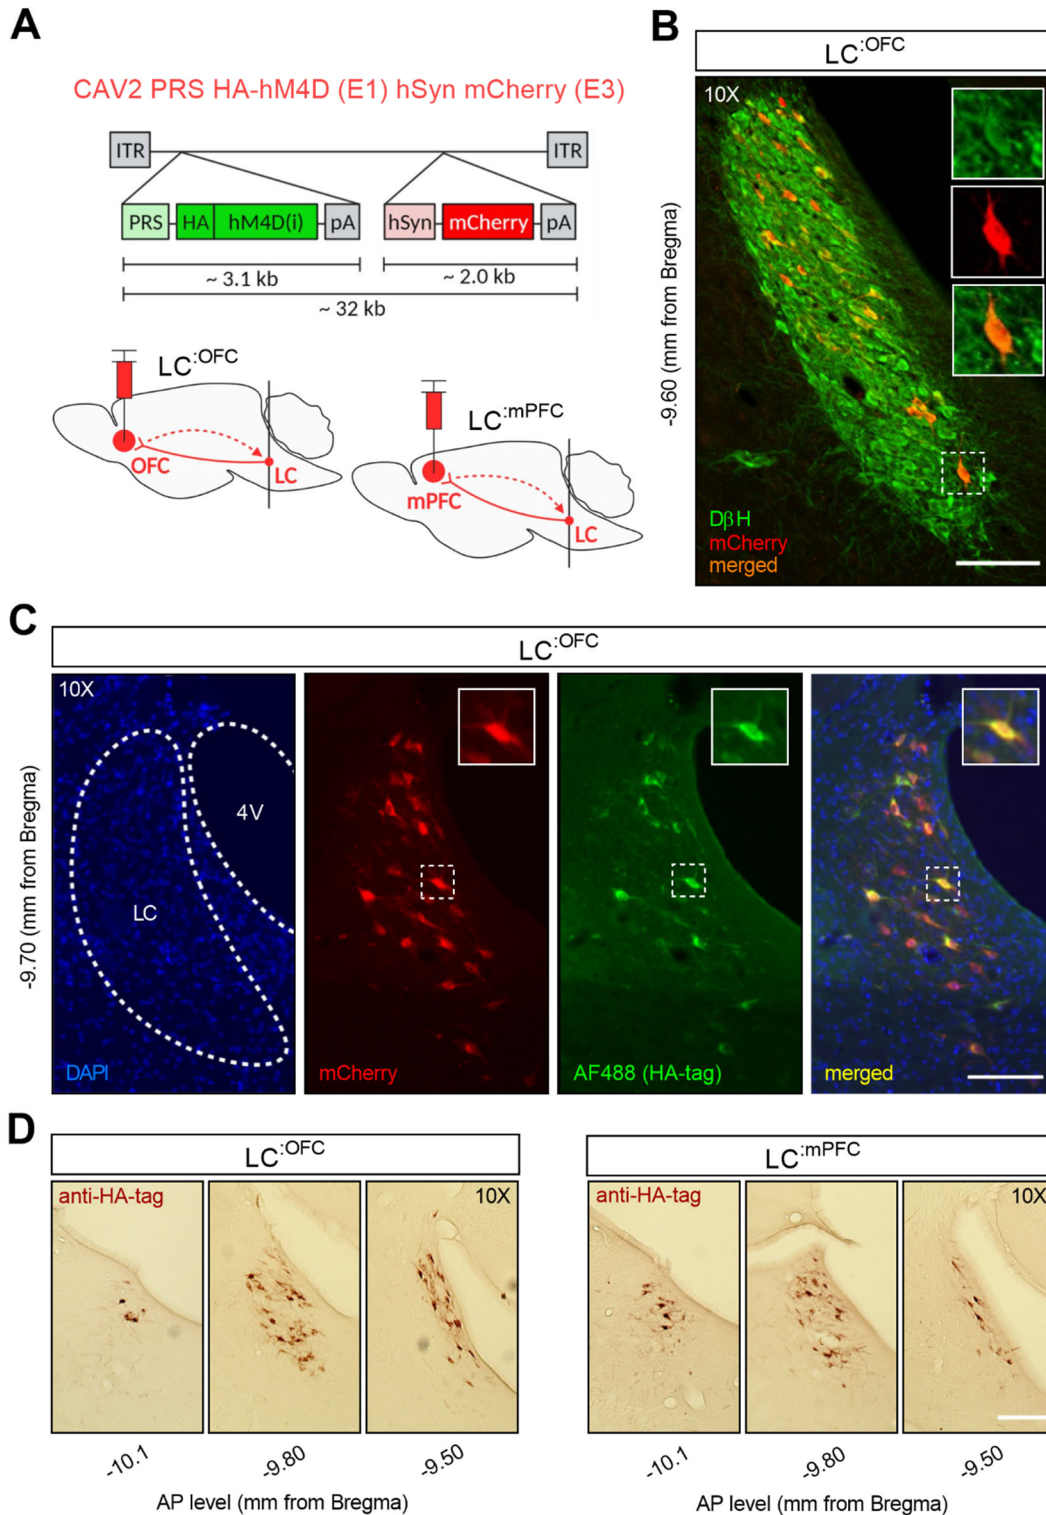 A
CAV2 PRS HA-hM4D (E1) hSyn mCherry (E3)
ITR
ITR
PRS
HA
hM4D(i)
pA
hSyn
mCherry
pA
~ 3.1 kb
~ 2.0 kb
~ 32 kb
LC:OFC
OFC
LC
LC:mPFC
mPFC
LC
B
LC:OFC
10X
-9.60 (mm from Bregma)
DβH
mCherry
merged
C
LC:OFC
10X
-9.70 (mm from Bregma)
4V
LC
DAPI
mCherry
AF488 (HA-tag)
merged
D
LC:OFC
anti-HA-tag
10X
-10.1
-9.80
-9.50
AP level (mm from Bregma)
LC:mPFC
anti-HA-tag
10X
-10.1
-9.80
-9.50
AP level (mm from Bregma)